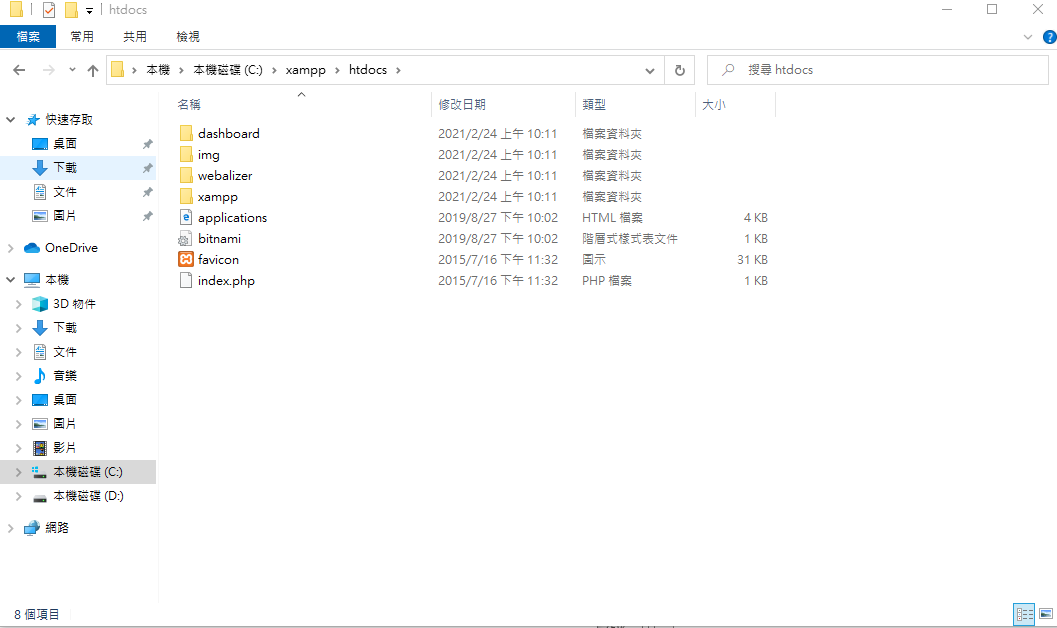 htdocs
檔案 常用 共用 檢視
本機 本機磁碟 (C:) xampp htdocs 搜尋 htdocs
名稱 修改日期 類型 大小
快速存取
桌面
下載
文件
圖片
OneDrive
本機
3D 物件
下載
文件
音樂
桌面
圖片
影片
本機磁碟 (C:)
本機磁碟 (D:)
網路
dashboard 2021/2/24 上午 10:11 檔案資料夾
img 2021/2/24 上午 10:11 檔案資料夾
webalizer 2021/2/24 上午 10:11 檔案資料夾
xampp 2021/2/24 上午 10:11 檔案資料夾
applications 2019/8/27 下午 10:02 HTML 檔案 4 KB
bitnami 2019/8/27 下午 10:02 階層式樣式表文件 1 KB
favicon 2015/7/16 下午 11:32 圖示 31 KB
index.php 2015/7/16 下午 11:32 PHP 檔案 1 KB
8 個項目